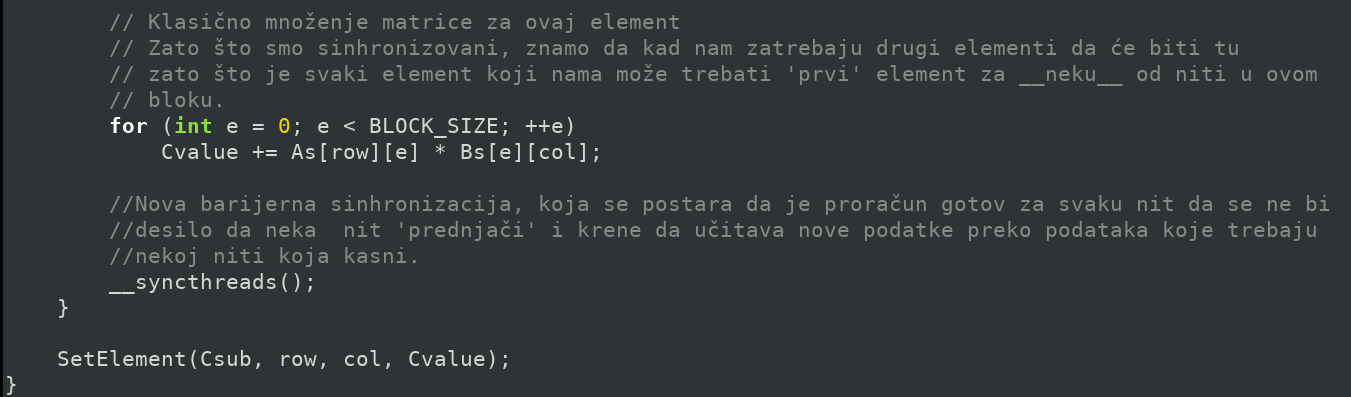 // Klasično množenje matrice za ovaj element
// Zato što smo sinhronizovani, znamo da kad nam zatrebaju drugi elementi da će biti tu
// zato što je svaki element koji nama može trebati 'prvi' element za __neku__ od niti u ovom
// bloku.
for (int e = 0; e < BLOCK_SIZE; ++e)
Cvalue += As[row][e] * Bs[e][col];
//Nova barijerna sinhronizacija, koja se postara da je proračun gotov za svaku nit da se ne bi
//desilo da neka  nit 'prednjači' i krene da učitava nove podatke preko podataka koje trebaju
//nekoj niti koja kasni.
__syncthreads();
}
SetElement(Csub, row, col, Cvalue);
}